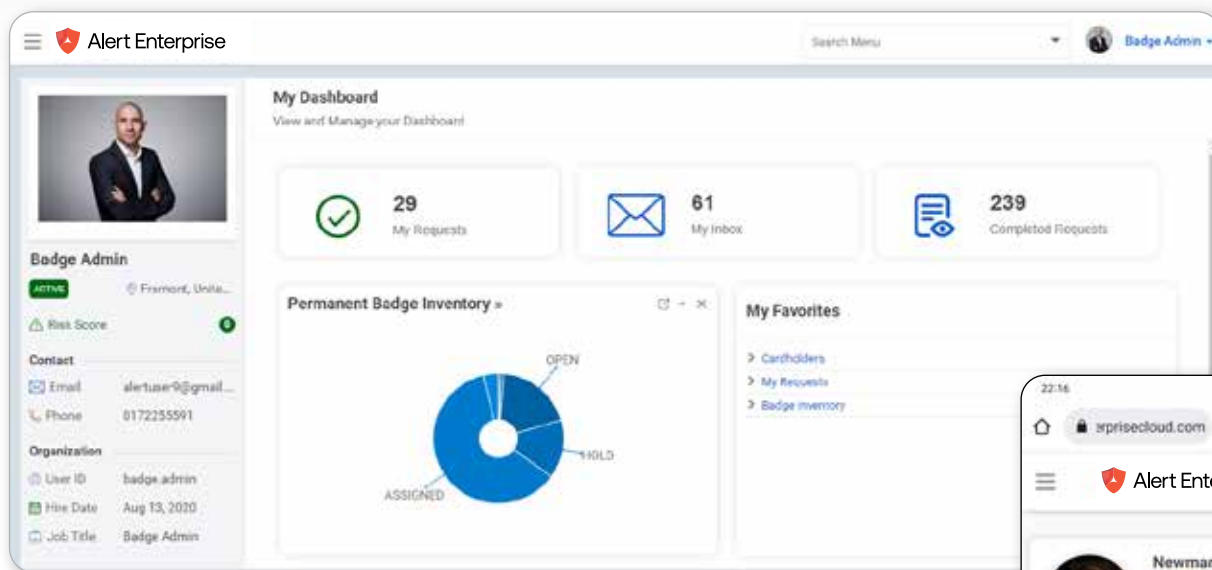 Alert Enterprise
Search Menu
Badge Admin
My Dashboard
View and Manage your Dashboard
29
My Requests
61
My Inbox
239
Completed Requests
Badge Admin
ACTIVE
Fremont, Unite...
Risk Score
0
Contact
Email alertuser9@gmail...
Phone 0172255591
Organization
User ID badge.admin
Hire Date Aug 13, 2020
Job Title Badge Admin
Permanent Badge Inventory »
OPEN
HOLD
ASSIGNED
My Favorites
Cardholders
My Requests
Badge Inventory
22:16
erprisecloud.com
Alert Ente
Newman